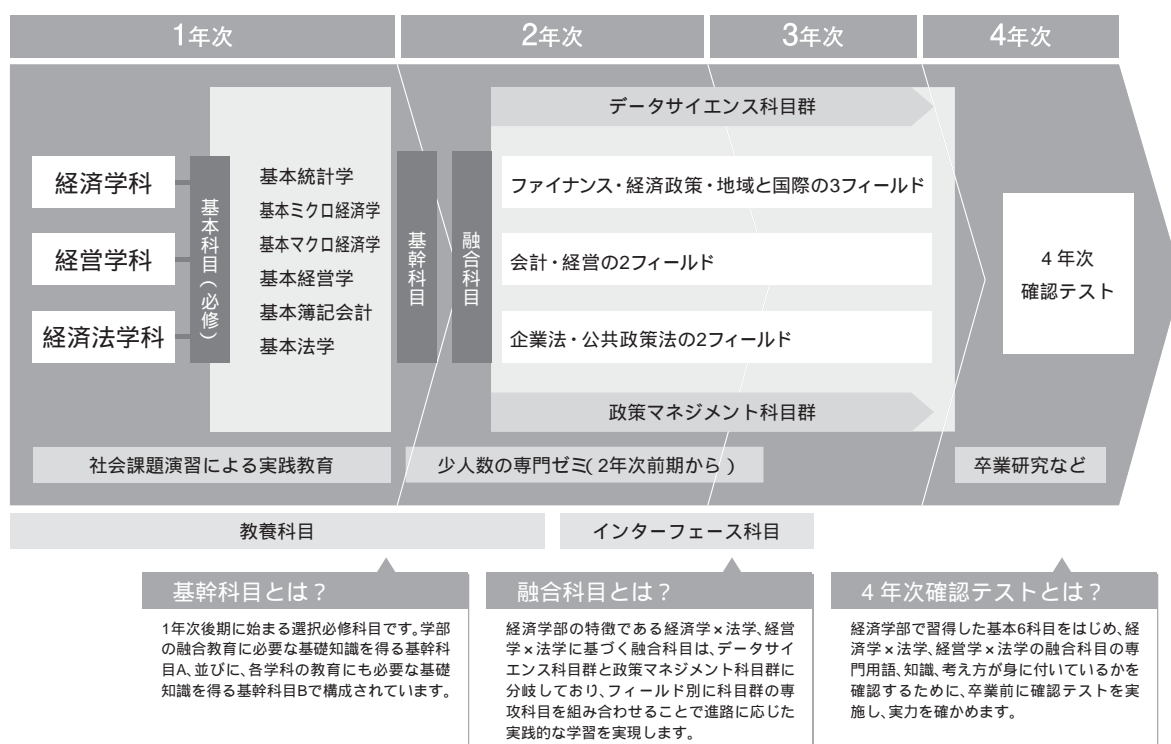 1年次
2年次
3年次
4年次
データサイエンス科目群
経済学科
経営学科
経済法学科
基本科目（必修）
基本統計学
基本ミクロ経済学
基本マクロ経済学
基本経営学
基本簿記会計
基本法学
基幹科目
融合科目
ファイナンス・経済政策・地域と国際の3フィールド
会計・経営の2フィールド
企業法・公共政策法の2フィールド
4年次
確認テスト
政策マネジメント科目群
社会課題演習による実践教育
少人数の専門ゼミ（2年次前期から）
卒業研究など
教養科目
インターフェース科目
基幹科目とは？
1年次後期に始まる選択必修科目です。学部
の融合教育に必要な基礎知識を得る基幹科
目A、並びに、各学科の教育にも必要な基礎
知識を得る基幹科目Bで構成されています。
融合科目とは？
経済学部の特徴である経済学×法学、経営
学×法学に基づく融合科目は、データサイ
エンス科目群と政策マネジメント科目群に
分岐しており、フィールド別に科目群の専
攻科目を組み合わせることで進路に応じた
実践的な学習を実現します。
4年次確認テストとは？
経済学部で習得した基本6科目をはじめ、経
済学×法学、経営学×法学の融合科目の専
門用語、知識、考え方が身に付いているかを
確認するために、卒業前に確認テストを実
施し、実力を確かめます。